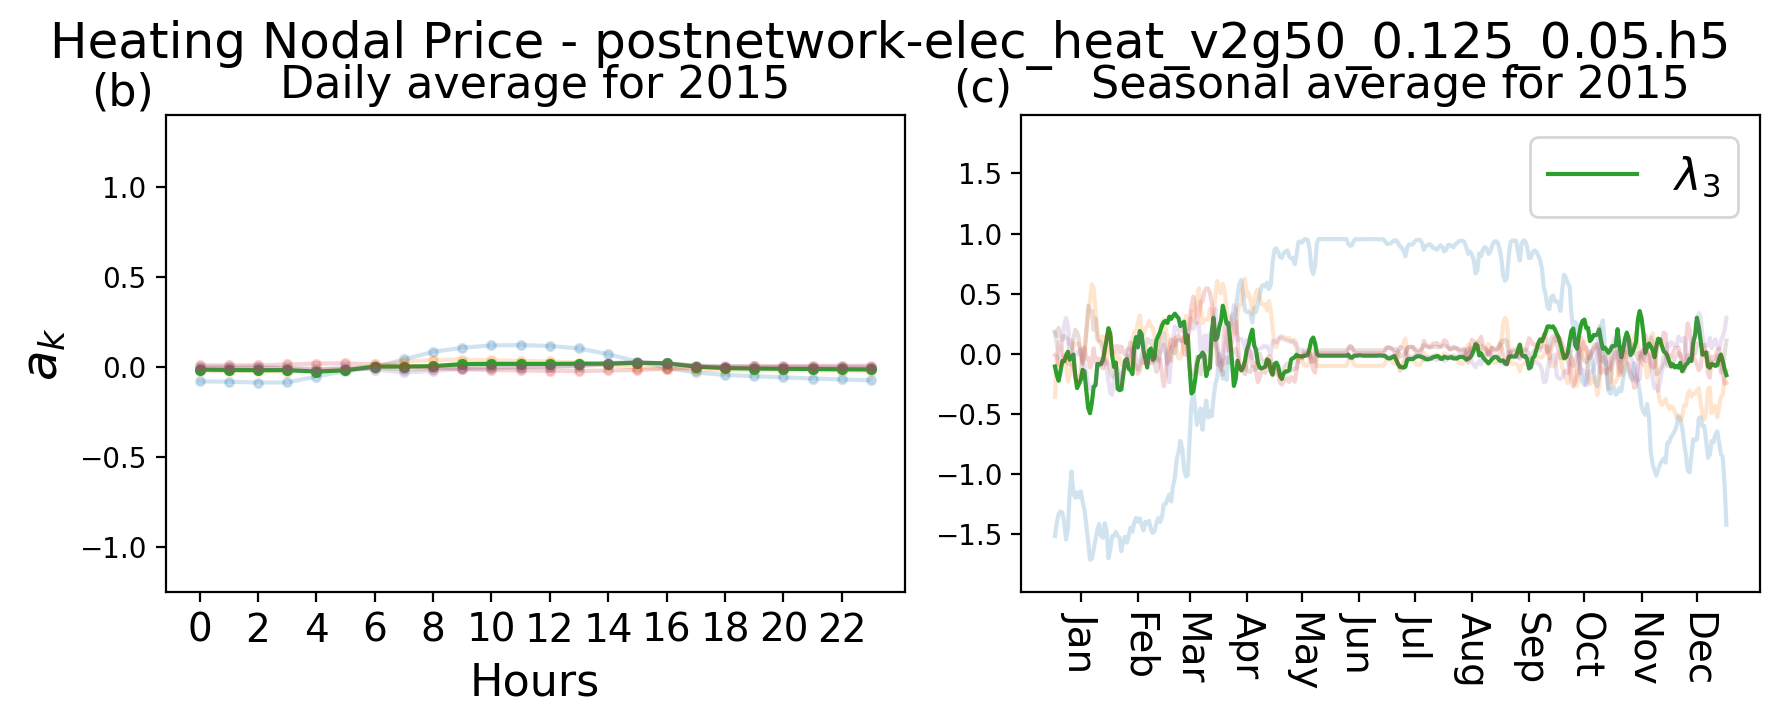 Heating Nodal Price - postnetwork-elec_heat_v2g50_0.125_0.05.h5
(b) Daily average for 2015
(c) Seasonal average for 2015
1.0
0.5
0.0
−0.5
−1.0
a_k
0 2 4 6 8 10 12 14 16 18 20 22
Hours
1.5
1.0
0.5
0.0
−0.5
−1.0
−1.5
λ_3
Jan Feb Mar Apr May Jun Jul Aug Sep Oct Nov Dec